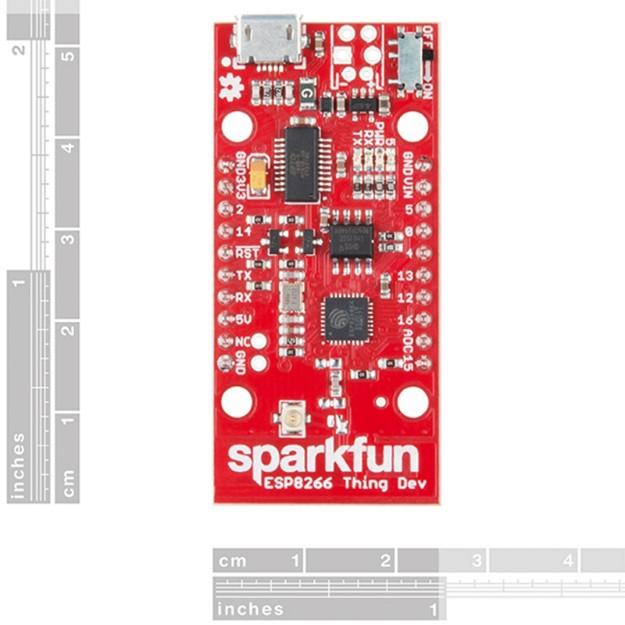 OFF
ON
G
5V
PWR
RX
TX
GND
3V3
2
14
RST
TX
RX
5V
NC
GND
GND
VIN
5
0
4
13
12
16
ADC
15
sparkfun
ESP8266 Thing Dev
2
1
inches
5
4
3
2
1
cm
cm 1 2 3 4
inches 1